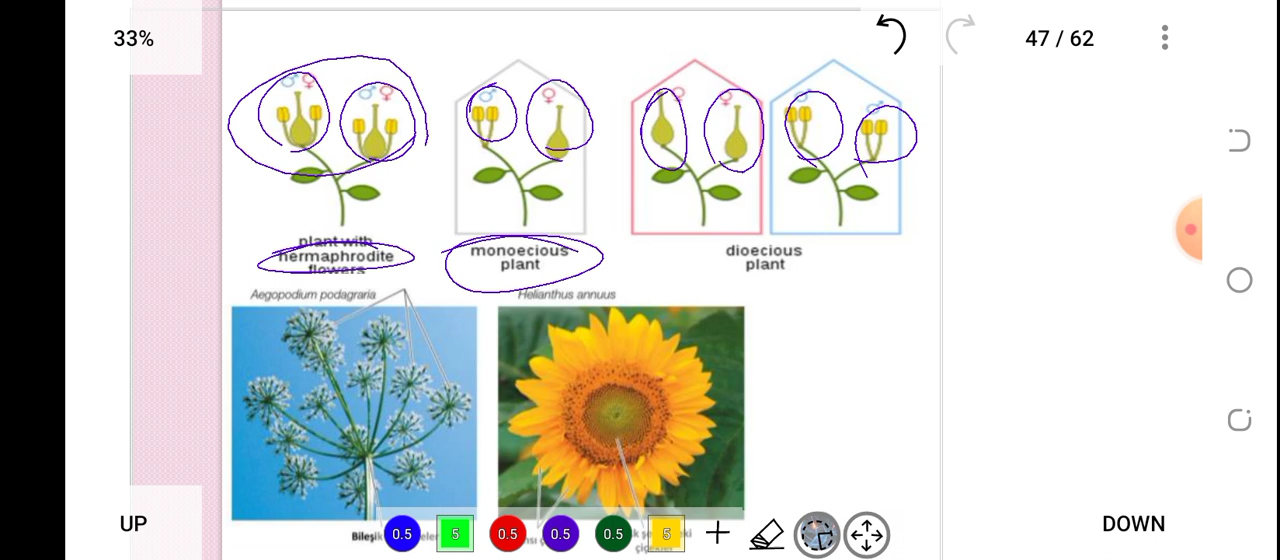 33%
47 / 62
♂♀ ♂♀ ♂ ♀ ♀ ♀ ♂ ♂
plant with
hermaphrodite
flowers
monoecious
plant
dioecious
plant
Aegopodium podagraria
Helianthus annuus
0.5 5 0.5 0.5 0.5 5
UP
DOWN